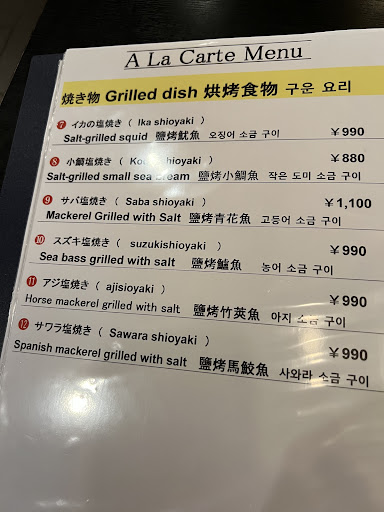 A La Carte Menu
焼き物 Grilled dish 烘烤食物 구운 요리
7 イカの塩焼き ( Ika shioyaki ) ¥990
Salt-grilled squid 鹽烤魷魚 오징어 소금 구이
8 小鯛塩焼き ( shioyaki ) ¥880
Salt-grilled small sea bream 鹽烤小鯛魚 작은 도미 소금 구이
9 サバ塩焼き ( Saba shioyaki ) ¥1,100
Mackerel Grilled with Salt 鹽烤青花魚 고등어 소금 구이
10 スズキ塩焼き ( suzukishioyaki ) ¥990
Sea bass grilled with salt 鹽烤鱸魚 농어 소금 구이
11 アジ塩焼き ( ajisioyaki ) ¥990
Horse mackerel grilled with salt 鹽烤竹莢魚 아지 소금 구이
12 サワラ塩焼き ( Sawara shioyaki ) ¥990
Spanish mackerel grilled with salt 鹽烤馬鮫魚 사와라 소금 구이